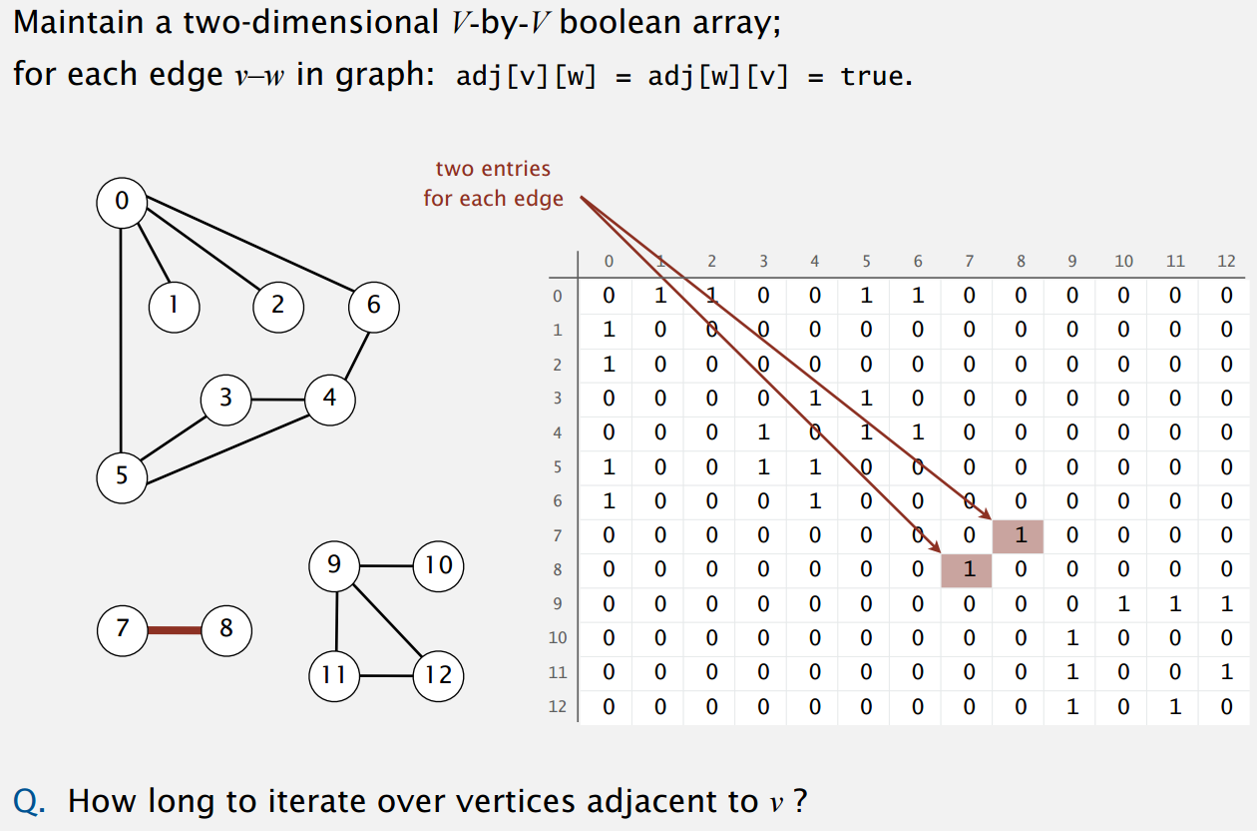 Maintain a two-dimensional V-by-V boolean array;
for each edge v–w in graph: adj[v][w] = adj[w][v] = true.
two entries
for each edge
0
1
2
6
3
4
5
9
10
7
8
11
12
0 1 2 3 4 5 6 7 8 9 10 11 12
0 0 1 1 0 0 1 1 0 0 0 0 0 0
1 1 0 0 0 0 0 0 0 0 0 0 0 0
2 1 0 0 0 0 0 0 0 0 0 0 0 0
3 0 0 0 0 1 1 0 0 0 0 0 0 0
4 0 0 0 1 0 1 1 0 0 0 0 0 0
5 1 0 0 1 1 0 0 0 0 0 0 0 0
6 1 0 0 0 1 0 0 0 0 0 0 0 0
7 0 0 0 0 0 0 0 0 1 0 0 0 0
8 0 0 0 0 0 0 0 1 0 0 0 0 0
9 0 0 0 0 0 0 0 0 0 0 1 1 1
10 0 0 0 0 0 0 0 0 0 1 0 0 0
11 0 0 0 0 0 0 0 0 0 1 0 0 1
12 0 0 0 0 0 0 0 0 0 1 0 1 0
Q. How long to iterate over vertices adjacent to v ?